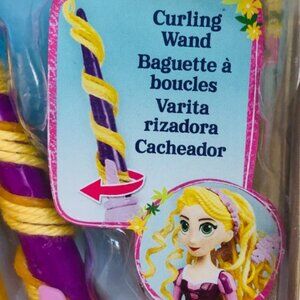 Curling
Wand
Baguette à
boucles
Varita
rizadora
Cacheador